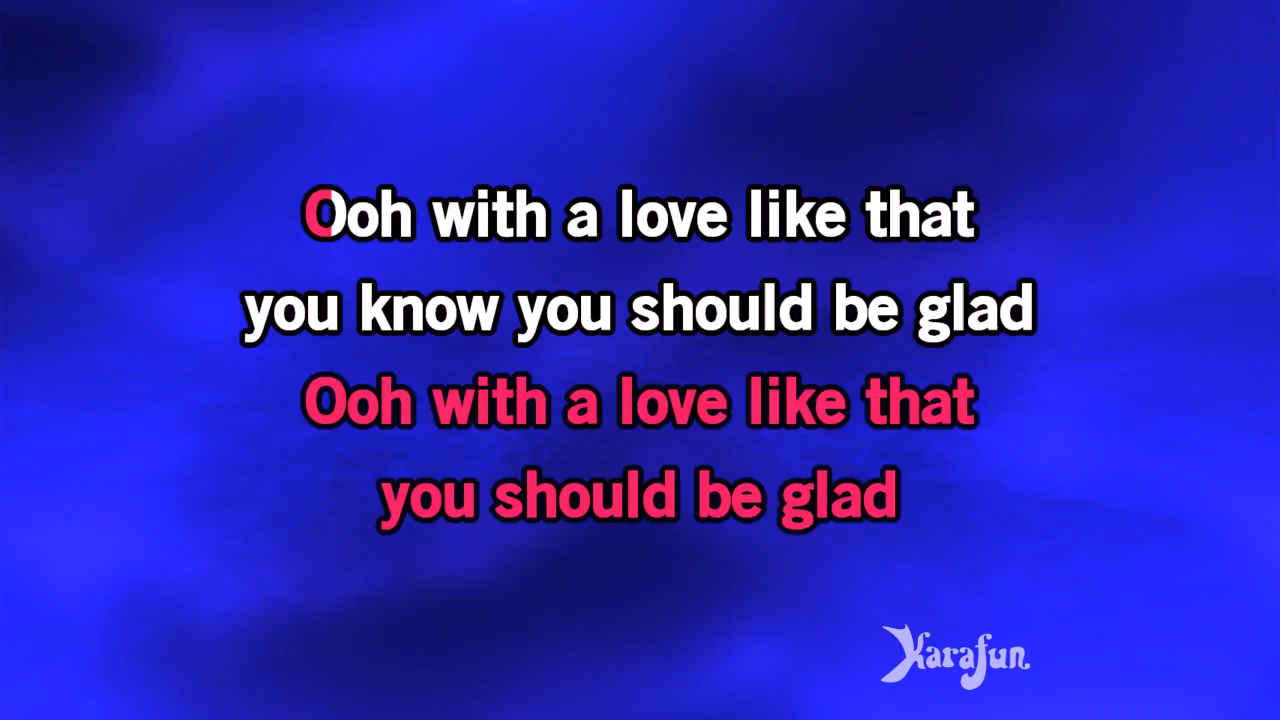 Ooh with a love like that
you know you should be glad
Ooh with a love like that
you should be glad
Karafun